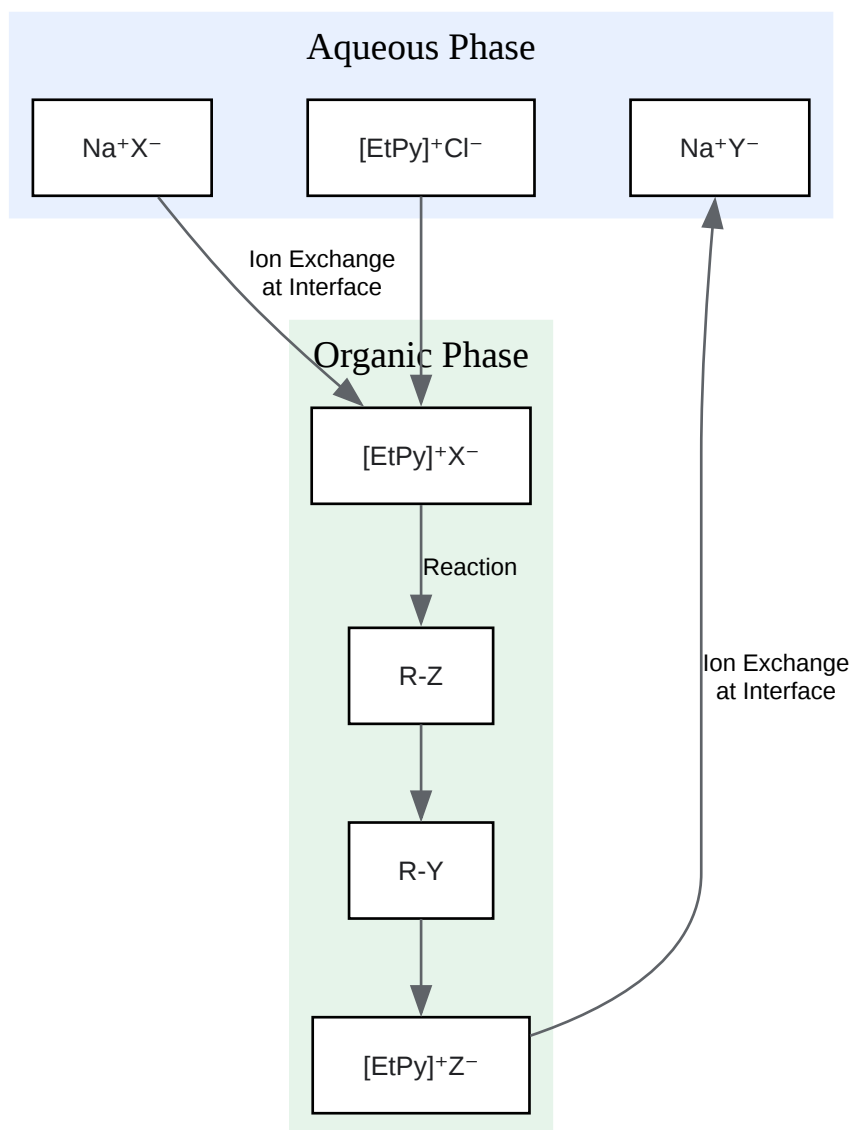 Aqueous Phase
Na⁺X⁻
[EtPy]⁺Cl⁻
Na⁺Y⁻
Ion Exchange
at Interface
Organic Phase
[EtPy]⁺X⁻
Reaction
R-Z
Ion Exchange
at Interface
R-Y
[EtPy]⁺Z⁻